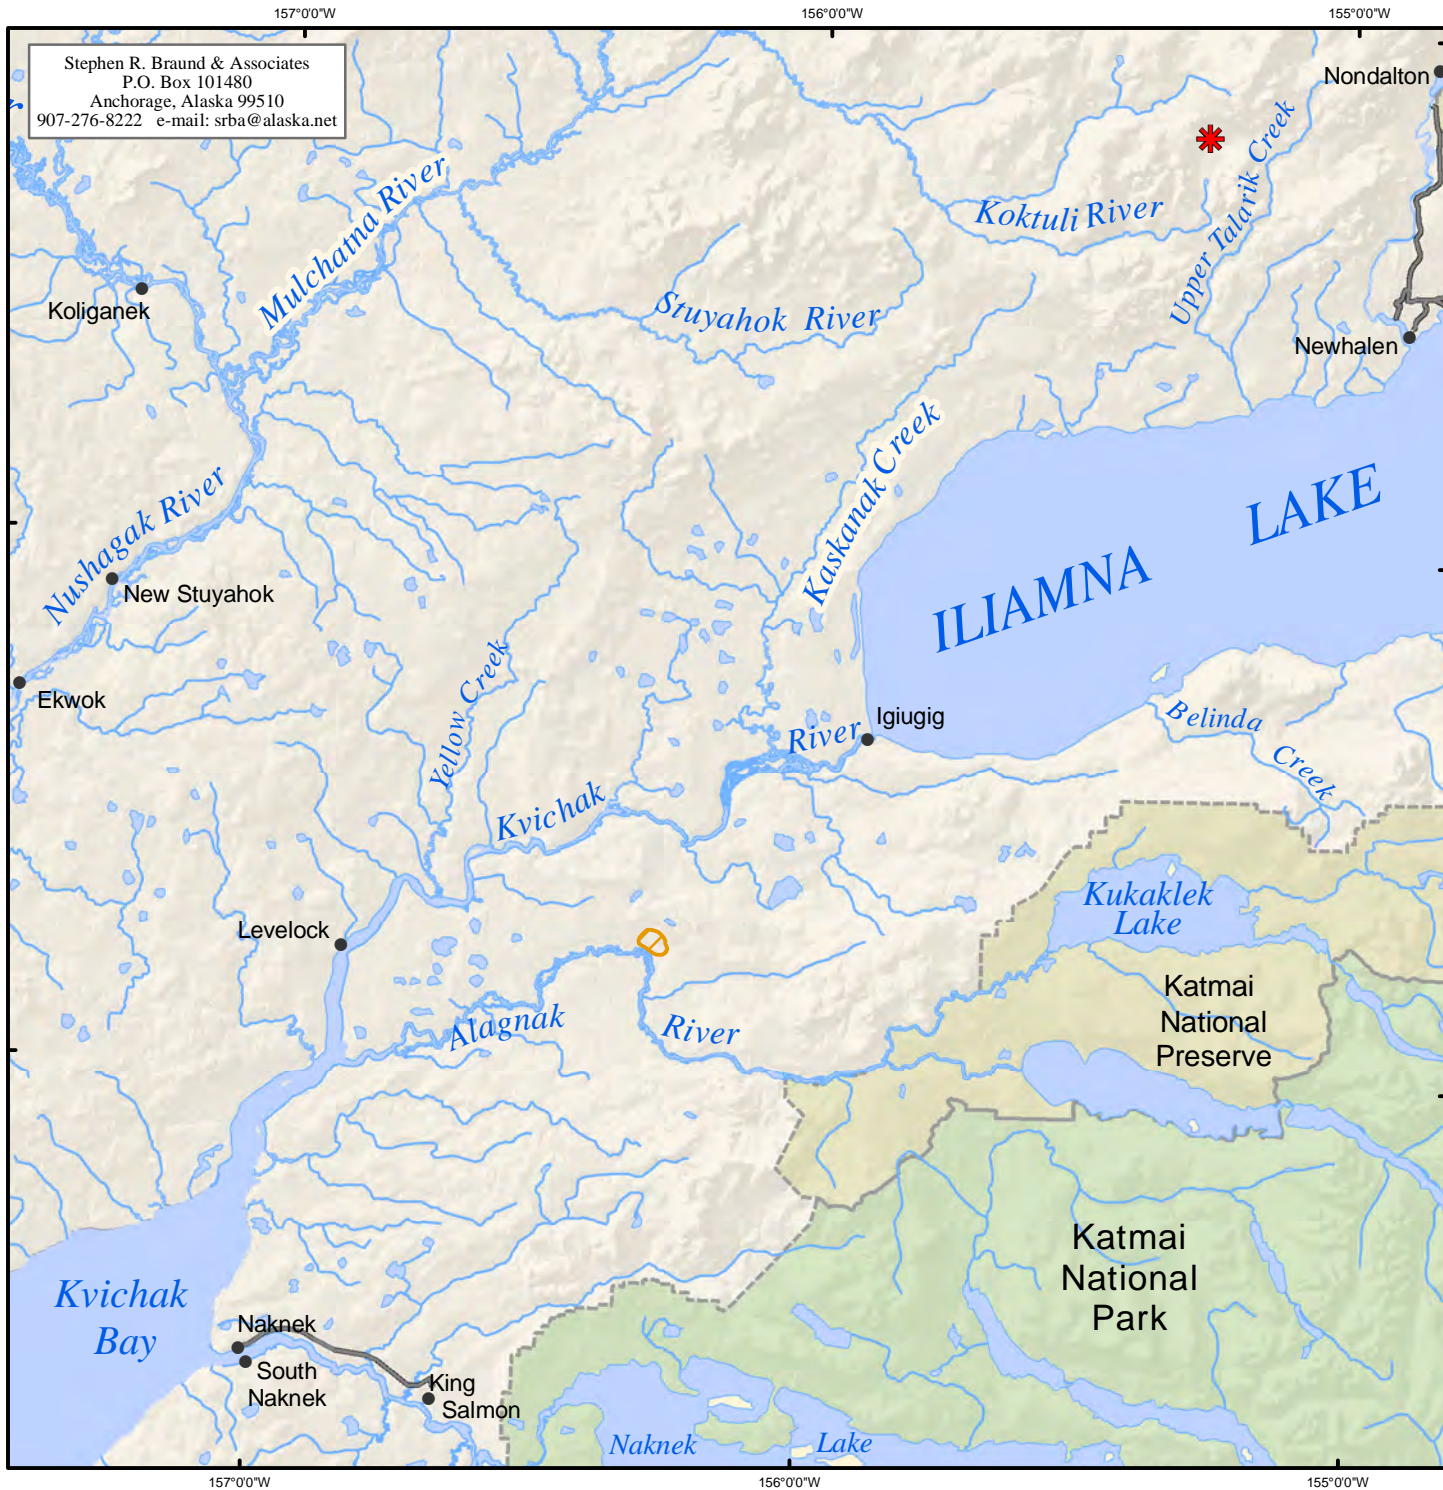 157°0'0"W
156°0'0"W
155°0'0"W
Stephen R. Braund & Associates
P.O. Box 101480
Anchorage, Alaska 99510
907-276-8222 e-mail: srba@alaska.net
Nondalton
Mulchatna River
Koktuli River
Upper Talarik Creek
Koliganek
Stuyahok River
Newhalen
Kaskanak Creek
Nushagak River
LAKE
ILIAMNA
New Stuyahok
Ekwok
Yellow Creek
Igiugig
River
Belinda
Creek
Kvichak
Kukaklek
Lake
Levelock
Katmai
National
Preserve
Alagnak
River
Katmai
National
Park
Kvichak
Bay
Naknek
South
Naknek
King
Salmon
Naknek
Lake
157°0'0"W
156°0'0"W
155°0'0"W